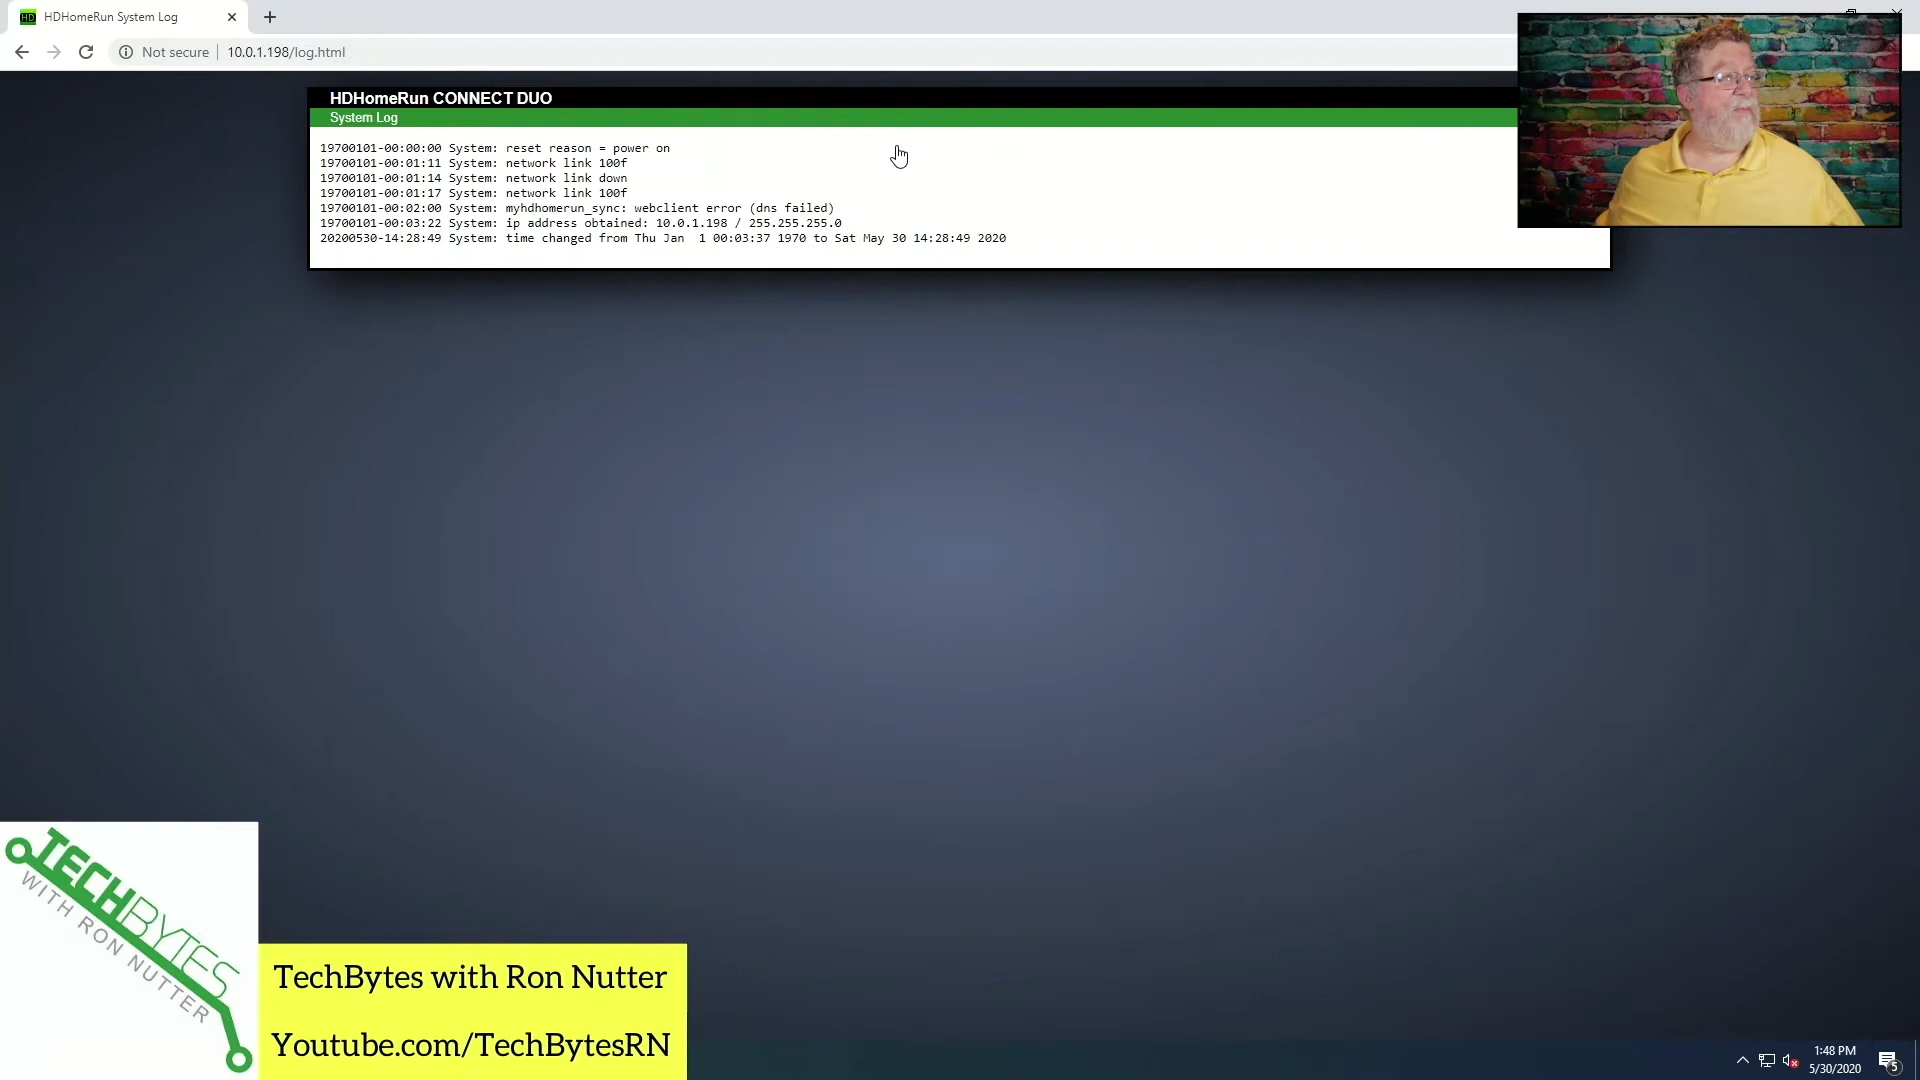 HD HDHomeRun System Log
Not secure 10.0.1.198/log.html
HDHomeRun CONNECT DUO
System Log
19700101-00:00:00 System: reset reason = power on
19700101-00:01:11 System: network link 100f
19700101-00:01:14 System: network link down
19700101-00:01:17 System: network link 100f
19700101-00:02:00 System: myhdhomerun_sync: webclient error (dns failed)
19700101-00:03:22 System: ip address obtained: 10.0.1.198 / 255.255.255.0
20200530-14:28:49 System: time changed from Thu Jan  1 00:03:37 1970 to Sat May 30 14:28:49 2020
TECHBYTES
WITH RON NUTTER
TechBytes with Ron Nutter
Youtube.com/TechBytesRN
1:48 PM
5/30/2020
5